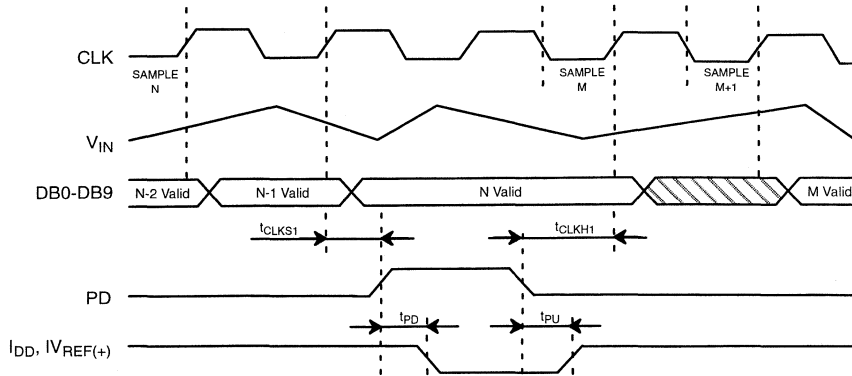 CLK
SAMPLE
N
SAMPLE
M
SAMPLE
M+1
VIN
DB0-DB9
N-2 Valid
N-1 Valid
N Valid
M Valid
tCLKS1
tCLKH1
PD
tPD
tPU
IDD, IVREF(+)